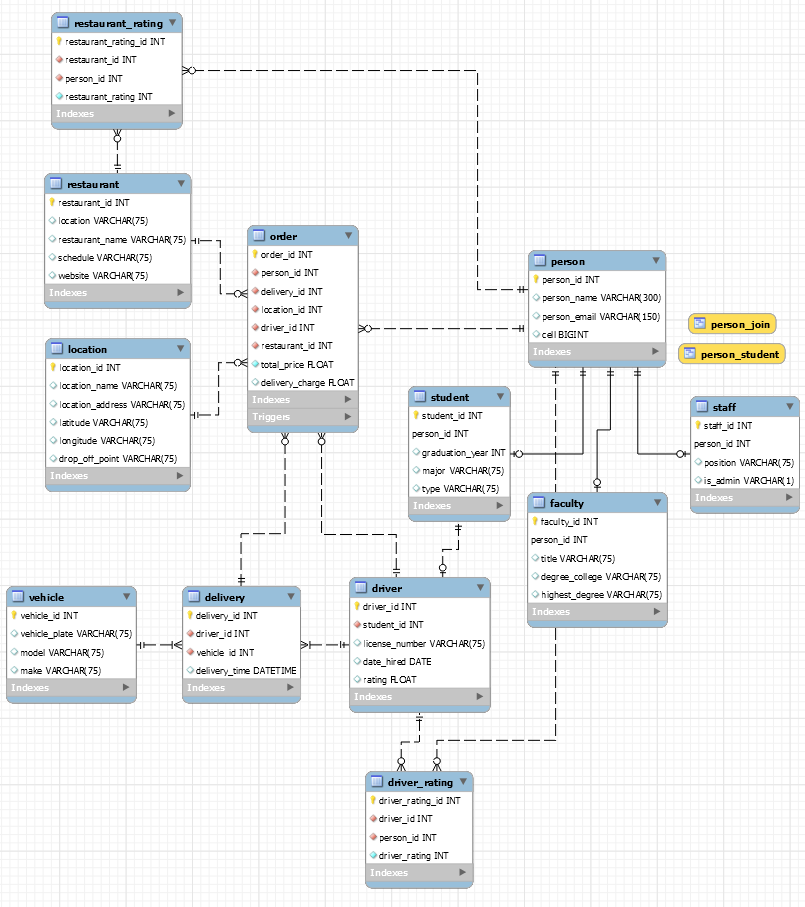 restaurant_rating
restaurant_rating_id INT
restaurant_id INT
person_id INT
restaurant_rating INT
Indexes
restaurant
restaurant_id INT
location VARCHAR(75)
restaurant_name VARCHAR(75)
schedule VARCHAR(75)
website VARCHAR(75)
Indexes
order
order_id INT
person_id INT
delivery_id INT
location_id INT
driver_id INT
restaurant_id INT
total_price FLOAT
delivery_charge FLOAT
Indexes
Triggers
person
person_id INT
person_name VARCHAR(300)
person_email VARCHAR(150)
cell BIGINT
Indexes
person_join
person_student
location
location_id INT
location_name VARCHAR(75)
location_address VARCHAR(75)
latitude VARCHAR(75)
longitude VARCHAR(75)
drop_off_point VARCHAR(75)
Indexes
student
student_id INT
person_id INT
graduation_year INT
major VARCHAR(75)
type VARCHAR(75)
Indexes
staff
staff_id INT
person_id INT
position VARCHAR(75)
is_admin VARCHAR(1)
Indexes
faculty
faculty_id INT
person_id INT
title VARCHAR(75)
degree_college VARCHAR(75)
highest_degree VARCHAR(75)
Indexes
vehicle
vehicle_id INT
vehicle_plate VARCHAR(75)
model VARCHAR(75)
make VARCHAR(75)
Indexes
delivery
delivery_id INT
driver_id INT
vehicle_id INT
delivery_time DATETIME
Indexes
driver
driver_id INT
student_id INT
license_number VARCHAR(75)
date_hired DATE
rating FLOAT
Indexes
driver_rating
driver_rating_id INT
driver_id INT
person_id INT
driver_rating INT
Indexes